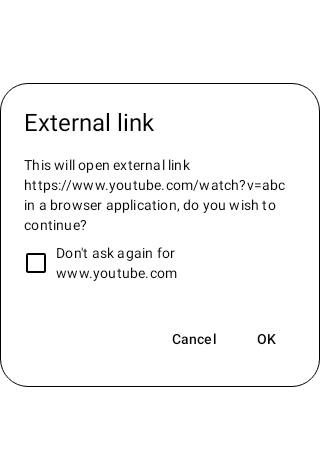 External link
This will open external link
https://www.youtube.com/watch?v=abc
in a browser application, do you wish to
continue?
Don't ask again for
www.youtube.com
Cancel
OK